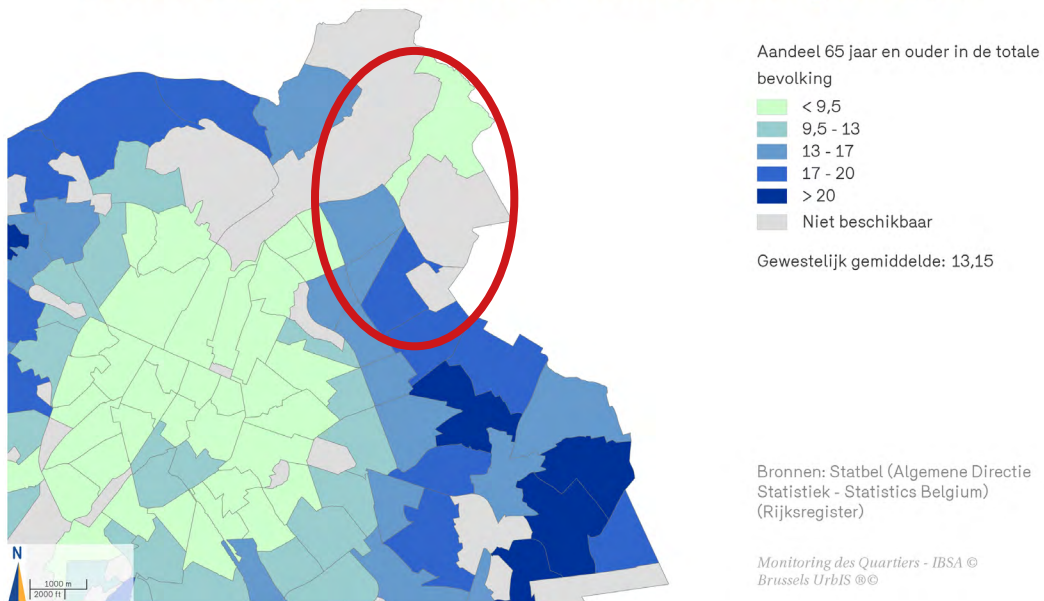 Aandeel 65 jaar en ouder in de totale
bevolking
< 9,5
9,5 - 13
13 - 17
17 - 20
> 20
Niet beschikbaar
Gewestelijk gemiddelde: 13,15
Bronnen: Statbel (Algemene Directie
Statistiek - Statistics Belgium)
(Rijksregister)
Monitoring des Quartiers - IBSA ©
Brussels UrbIS ®©
N
1000 m
2000 ft